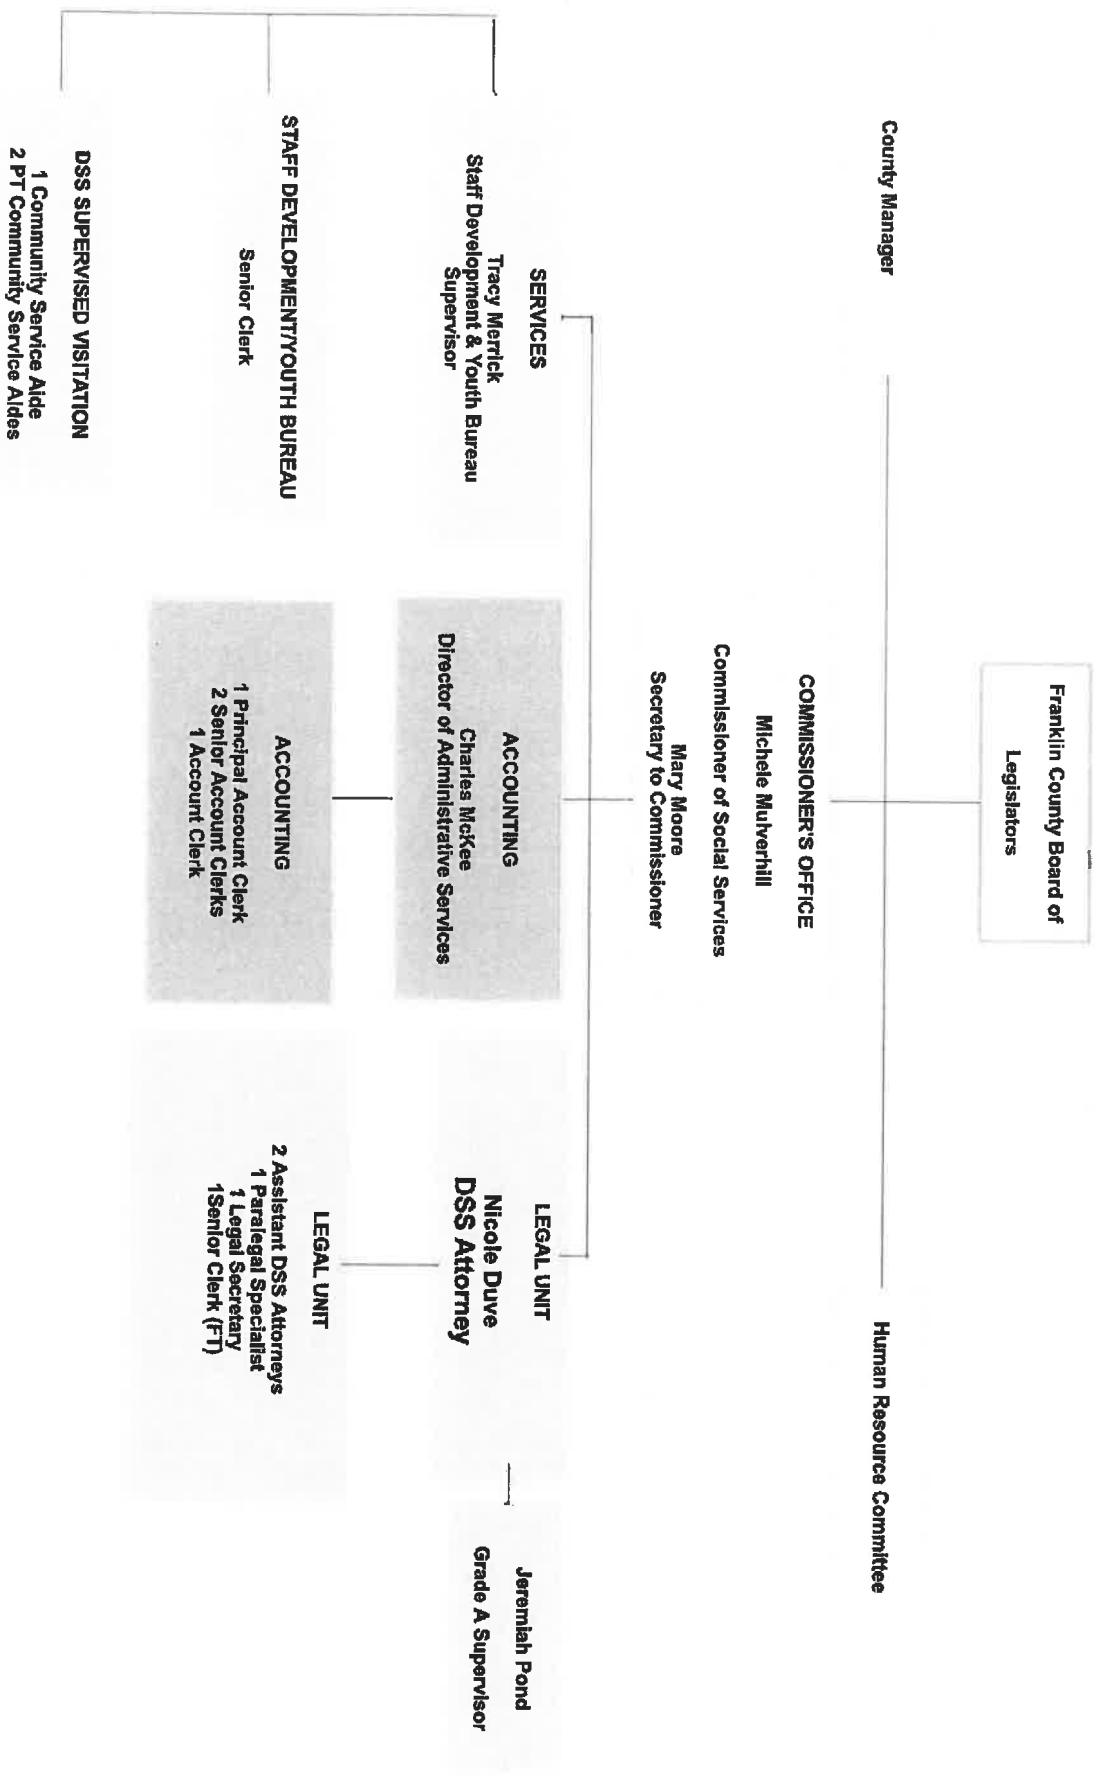 Franklin County Board of
Legislators
County Manager
Human Resource Committee
COMMISSIONER'S OFFICE
Michele Mulverhill
Commissioner of Social Services
Mary Moore
Secretary to Commissioner
SERVICES
Tracy Merrick
Staff Development & Youth Bureau
Supervisor
ACCOUNTING
Charles McKee
Director of Administrative Services
LEGAL UNIT
Nicole Duve
DSS Attorney
Jeremiah Pond
Grade A Supervisor
STAFF DEVELOPMENT/YOUTH BUREAU
Senior Clerk
ACCOUNTING
1 Principal Account Clerk
2 Senior Account Clerks
1 Account Clerk
LEGAL UNIT
2 Assistant DSS Attorneys
1 Paralegal Specialist
1 Legal Secretary
1Senior Clerk (FT)
DSS SUPERVISED VISITATION
1 Community Service Aide
2 PT Community Service Aides